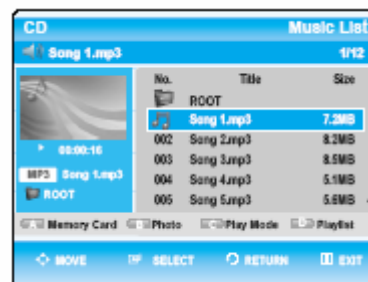 CD Music List
Song 1.mp3 1/12
No. Title Size
ROOT
Song 1.mp3 7.2MB
002 Song 2.mp3 8.2MB
003 Song 3.mp3 8.5MB
004 Song 4.mp3 5.1MB
005 Song 5.mp3 5.6MB
00:00:16
MP3 Song 1.mp3
ROOT
Memory Card Photo Play Mode Playlist
MOVE SELECT RETURN EXIT